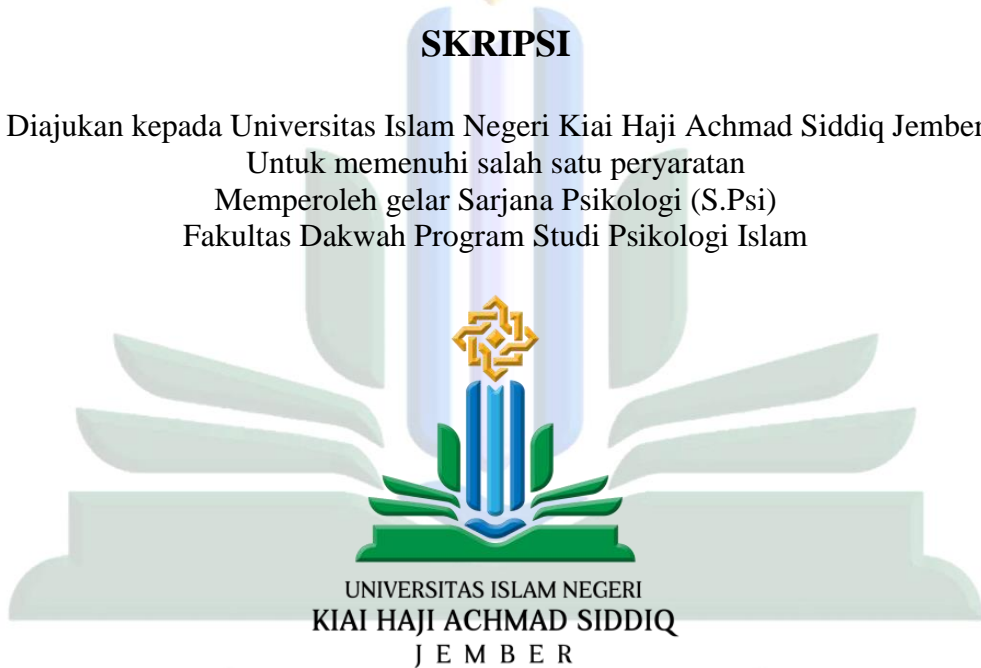 SKRIPSI
Diajukan kepada Universitas Islam Negeri Kiai Haji Achmad Siddiq Jember
Untuk memenuhi salah satu peryaratan
Memperoleh gelar Sarjana Psikologi (S.Psi)
Fakultas Dakwah Program Studi Psikologi Islam
UNIVERSITAS ISLAM NEGERI
KIAI HAJI ACHMAD SIDDIQ
JEMBER